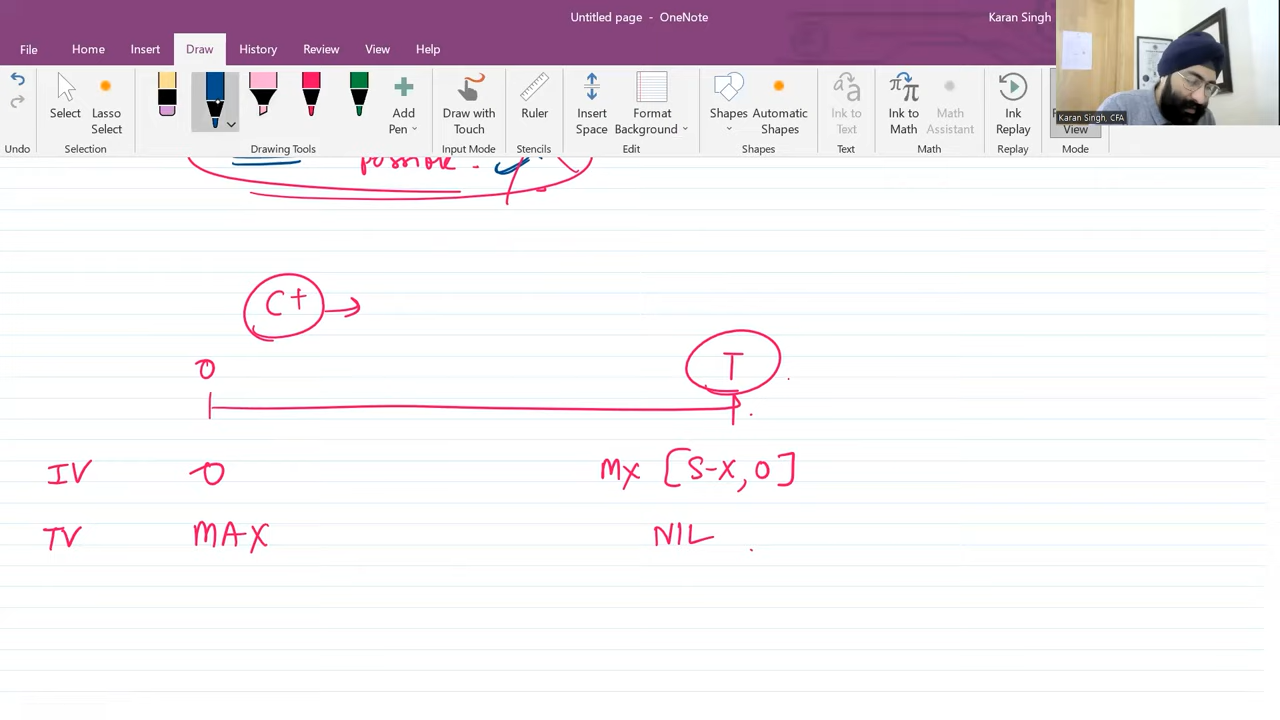 Untitled page - OneNote
Karan Singh
File Home Insert Draw History Review View Help
Undo
Select
Lasso Select
Drawing Tools
Add Pen
Draw with Touch
Input Mode
Ruler
Stencils
Insert Space
Format Background
Edit
Shapes
Automatic Shapes
Shapes
Ink to Text
Text
Ink to Math
Math Assistant
Math
Ink Replay
Replay
View
Mode
Karan Singh, CFA
possible.
C+ →
0 T
IV 0 Mx [S-X, 0]
TV MAX NIL